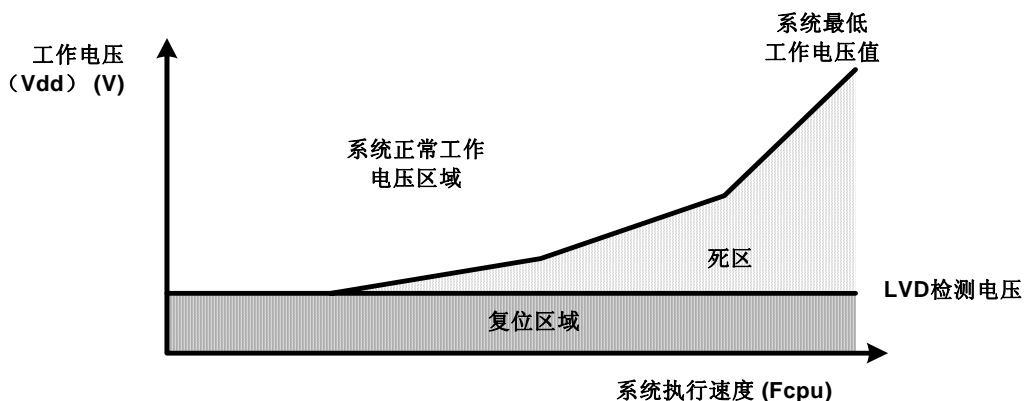 系统最低
工作电压值
工作电压
（Vdd） (V)
系统正常工作
电压区域
死区
LVD检测电压
复位区域
系统执行速度 (Fcpu)